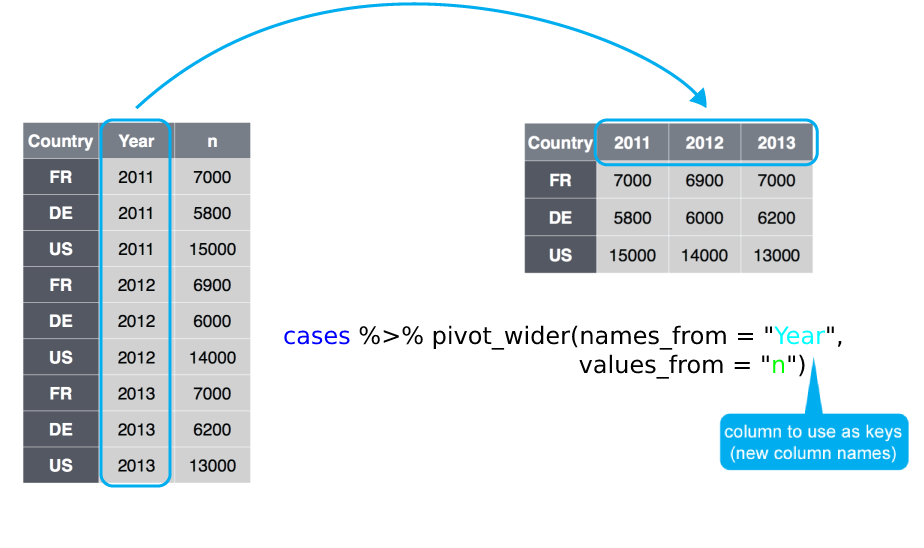 Country Year n
FR 2011 7000
DE 2011 5800
US 2011 15000
FR 2012 6900
DE 2012 6000
US 2012 14000
FR 2013 7000
DE 2013 6200
US 2013 13000
Country 2011 2012 2013
FR 7000 6900 7000
DE 5800 6000 6200
US 15000 14000 13000
cases %>% pivot_wider(names_from = "Year",
values_from = "n")
column to use as keys
(new column names)